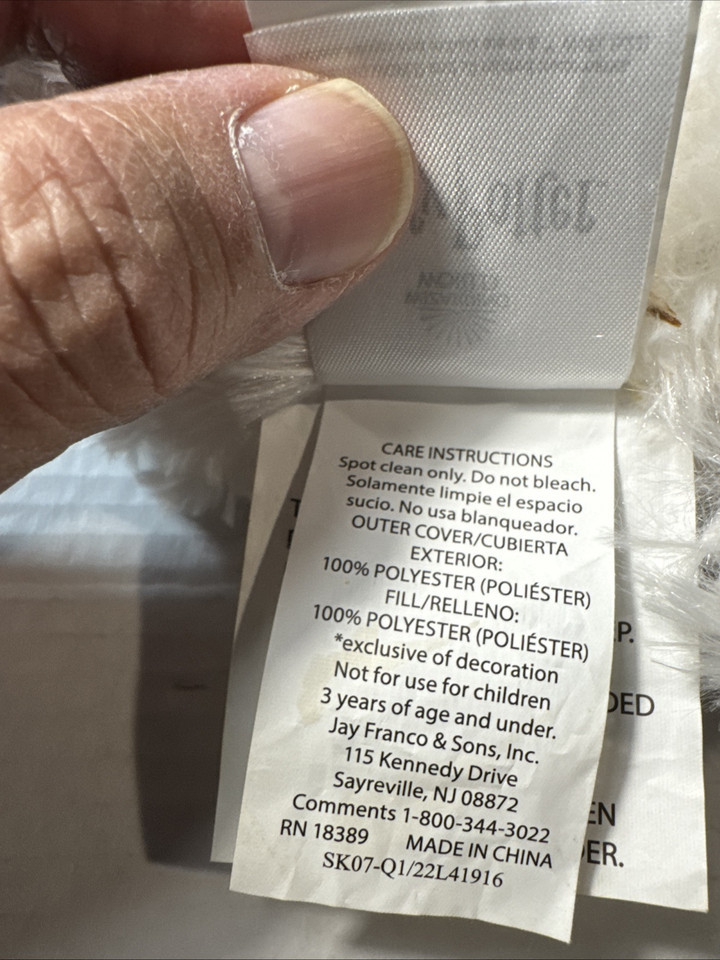 CARE INSTRUCTIONS
Spot clean only. Do not bleach.
Solamente limpie el espacio
sucio. No usa blanqueador.
OUTER COVER/CUBIERTA
EXTERIOR:
100% POLYESTER (POLIÉSTER)
FILL/RELLENO:
100% POLYESTER (POLIÉSTER)
*exclusive of decoration
Not for use for children
3 years of age and under.
Jay Franco & Sons, Inc.
115 Kennedy Drive
Sayreville, NJ 08872
Comments 1-800-344-3022
RN 18389 MADE IN CHINA
SK07-Q1/22L41916
P.
DED
EN
ER.